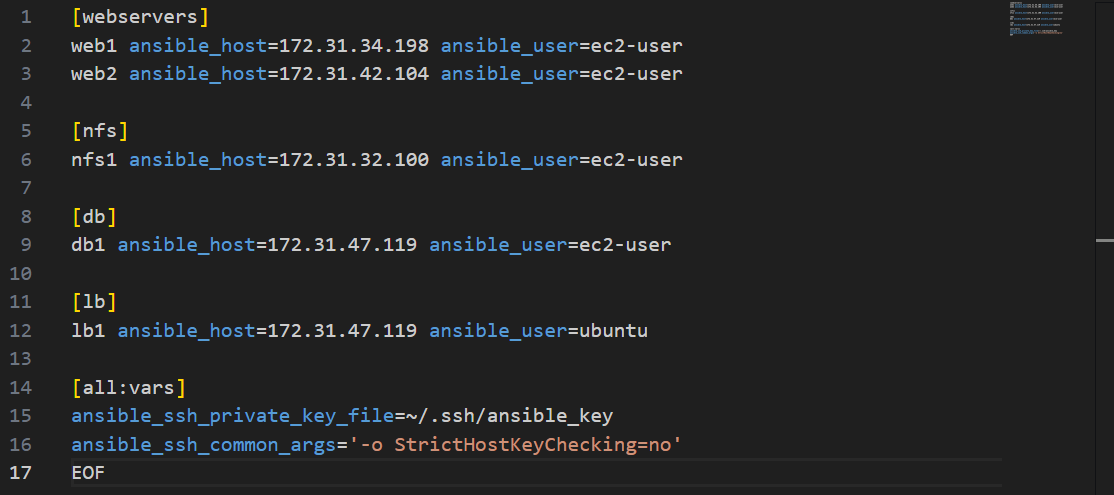 1 [webservers]
2 web1 ansible_host=172.31.34.198 ansible_user=ec2-user
3 web2 ansible_host=172.31.42.104 ansible_user=ec2-user
4
5 [nfs]
6 nfs1 ansible_host=172.31.32.100 ansible_user=ec2-user
7
8 [db]
9 db1 ansible_host=172.31.47.119 ansible_user=ec2-user
10
11 [lb]
12 lb1 ansible_host=172.31.47.119 ansible_user=ubuntu
13
14 [all:vars]
15 ansible_ssh_private_key_file=~/.ssh/ansible_key
16 ansible_ssh_common_args='-o StrictHostKeyChecking=no'
17 EOF